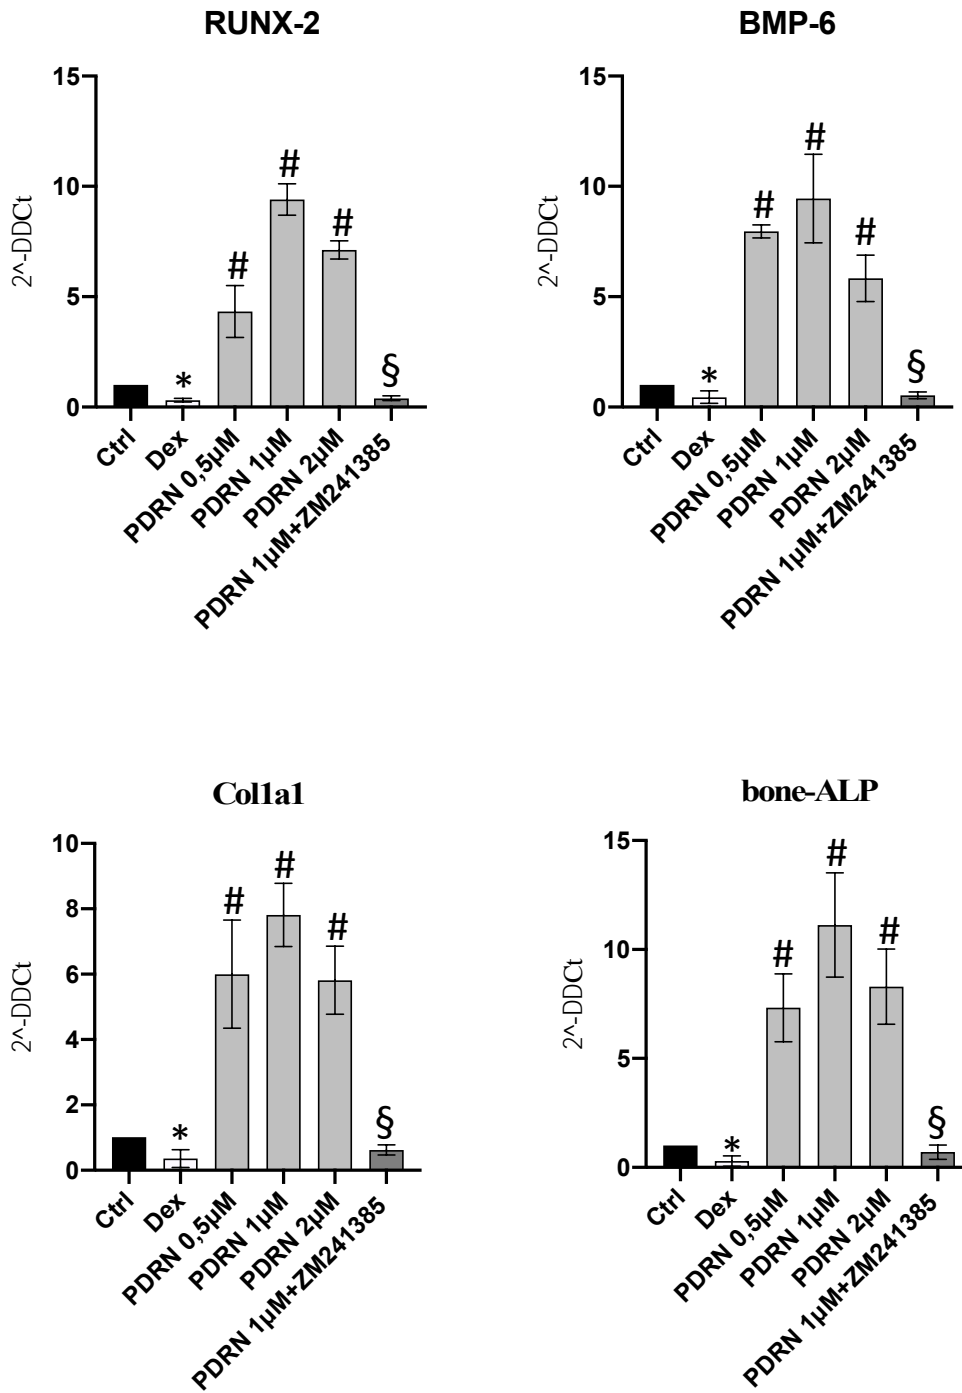 RUNX-2
15
10
5
0
2^-DDCt
#
#
#
*
§
Ctrl
Dex
PDRN 0,5µM
PDRN 1µM
PDRN 2µM
PDRN 1µM+ZM241385
BMP-6
15
10
5
0
2^-DDCt
#
#
#
*
§
Ctrl
Dex
PDRN 0,5µM
PDRN 1µM
PDRN 2µM
PDRN 1µM+ZM241385
Col1a1
10
8
6
4
2
0
2^-DDCt
#
#
#
*
§
Ctrl
Dex
PDRN 0,5µM
PDRN 1µM
PDRN 2µM
PDRN 1µM+ZM241385
bone-ALP
15
10
5
0
2^-DDCt
#
#
#
*
§
Ctrl
Dex
PDRN 0,5µM
PDRN 1µM
PDRN 2µM
PDRN 1µM+ZM241385